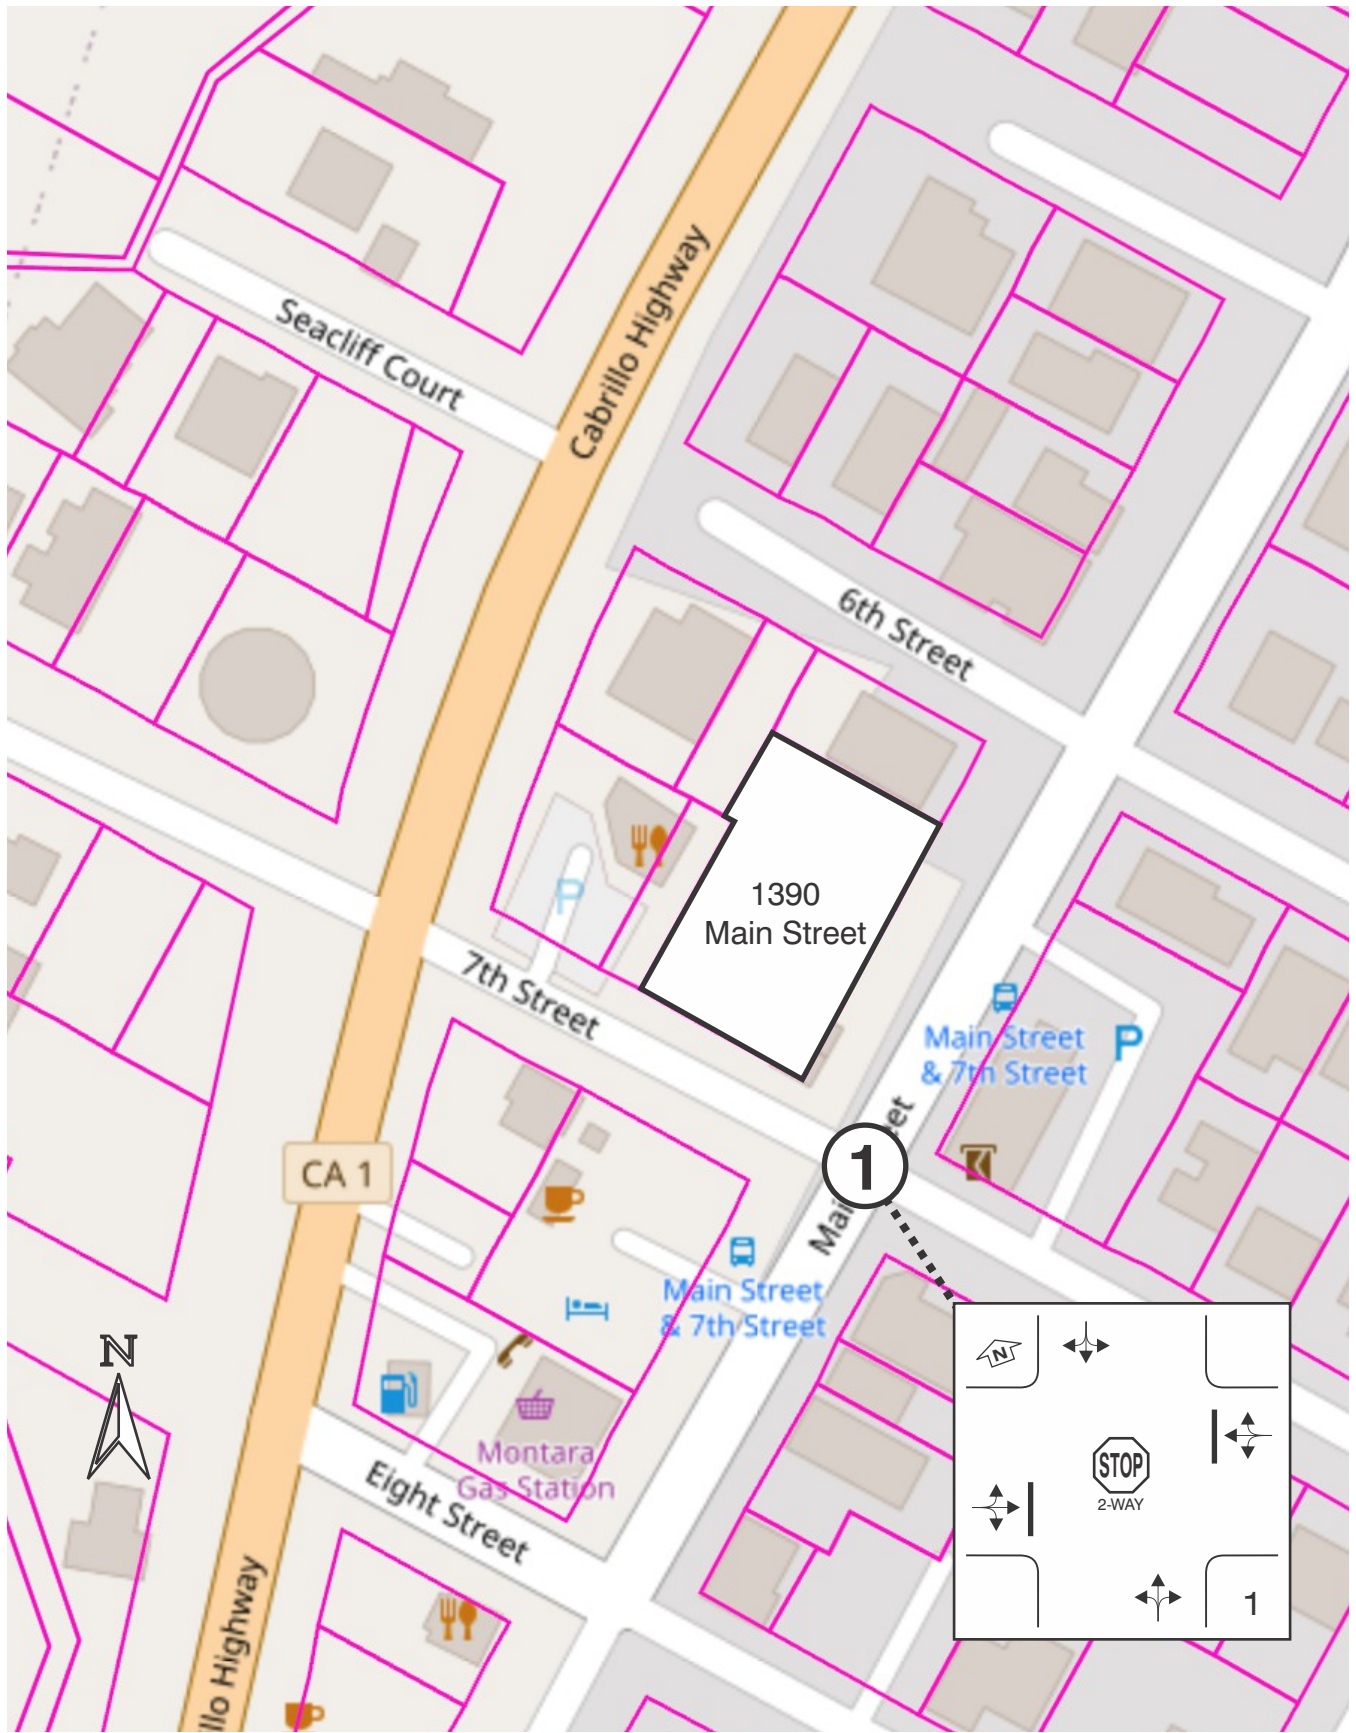 Seacliff Court
Cabrillo Highway
6th Street
1390
Main Street
P
7th Street
Main Street
& 7th Street
P
CA 1
1
Main Street
& 7th Street
N
Montara
Gas Station
Eight Street
N
STOP
2-WAY
1